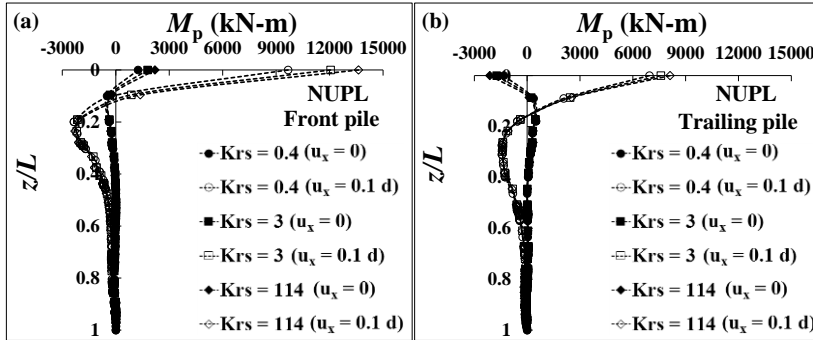 (a)
Mp (kN-m)
-3000 0 3000 6000 9000 12000 15000
0
0.2
0.4
0.6
0.8
1
z/L
NUPL
Front pile
Krs = 0.4 (ux = 0)
Krs = 0.4 (ux = 0.1 d)
Krs = 3 (ux = 0)
Krs = 3 (ux = 0.1 d)
Krs = 114 (ux = 0)
Krs = 114 (ux = 0.1 d)
(b)
Mp (kN-m)
-3000 0 3000 6000 9000 12000 15000
0
0.2
0.4
0.6
0.8
1
z/L
NUPL
Trailing pile
Krs = 0.4 (ux = 0)
Krs = 0.4 (ux = 0.1 d)
Krs = 3 (ux = 0)
Krs = 3 (ux = 0.1 d)
Krs = 114 (ux = 0)
Krs = 114 (ux = 0.1 d)